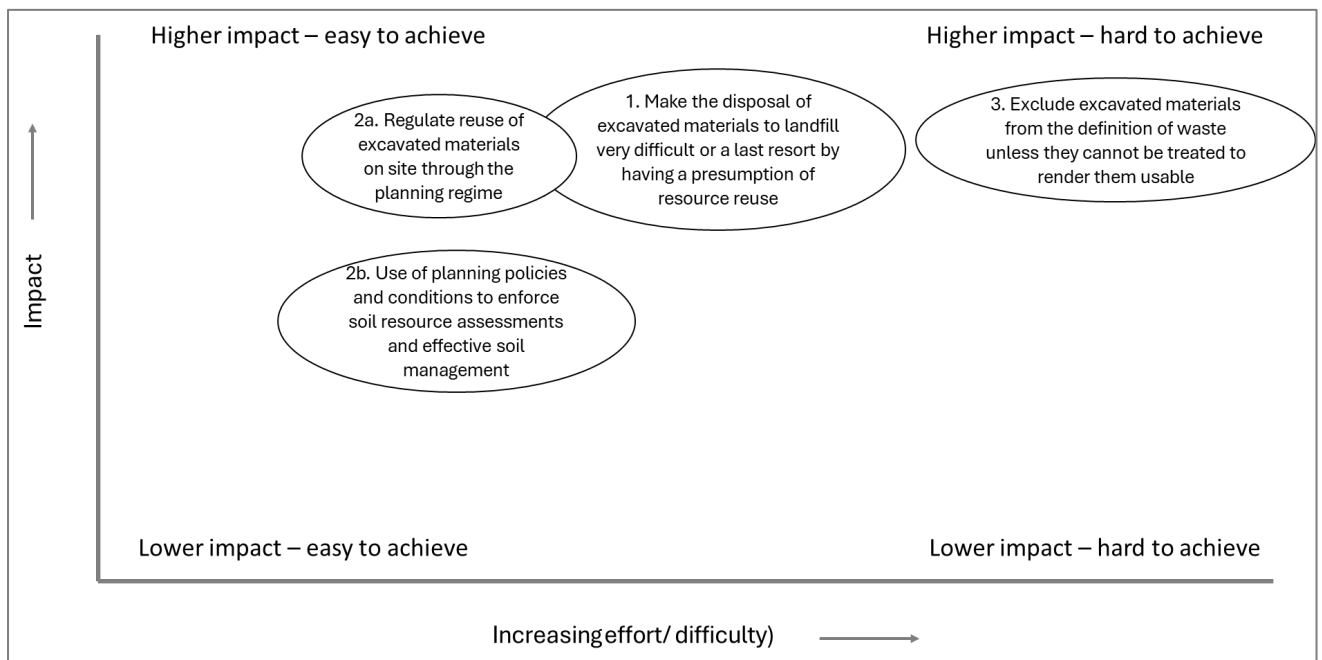 Higher impact – easy to achieve
Higher impact – hard to achieve
2a. Regulate reuse of
excavated materials
on site through the
planning regime
1. Make the disposal of
excavated materials to landfill
very difficult or a last resort by
having a presumption of
resource reuse
3. Exclude excavated materials
from the definition of waste
unless they cannot be treated to
render them usable
2b. Use of planning policies
and conditions to enforce
soil resource assessments
and effective soil
management
Impact
Lower impact – easy to achieve
Lower impact – hard to achieve
Increasing effort/ difficulty)